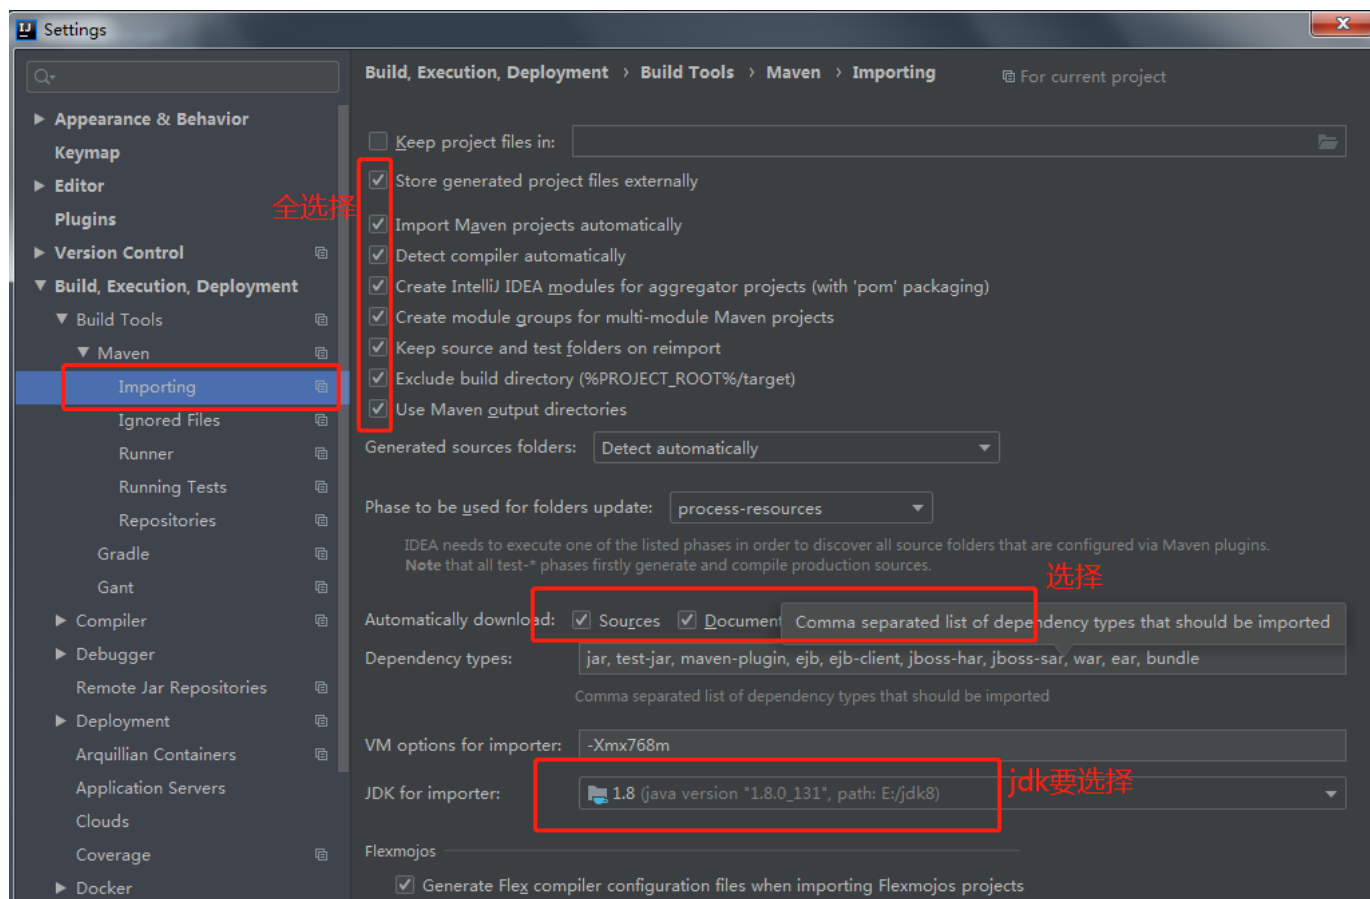 Settings
Build, Execution, Deployment › Build Tools › Maven › Importing
For current project
Appearance & Behavior
Keymap
Editor
Plugins
Version Control
Build, Execution, Deployment
Build Tools
Maven
Importing
Ignored Files
Runner
Running Tests
Repositories
Gradle
Gant
Compiler
Debugger
Remote Jar Repositories
Deployment
Arquillian Containers
Application Servers
Clouds
Coverage
Docker
Keep project files in:
全选择
Store generated project files externally
Import Maven projects automatically
Detect compiler automatically
Create IntelliJ IDEA modules for aggregator projects (with 'pom' packaging)
Create module groups for multi-module Maven projects
Keep source and test folders on reimport
Exclude build directory (%PROJECT_ROOT%/target)
Use Maven output directories
Generated sources folders: Detect automatically
Phase to be used for folders update: process-resources
IDEA needs to execute one of the listed phases in order to discover all source folders that are configured via Maven plugins.
Note that all test-* phases firstly generate and compile production sources.
选择
Automatically download: Sources Document
Comma separated list of dependency types that should be imported
Dependency types: jar, test-jar, maven-plugin, ejb, ejb-client, jboss-har, jboss-sar, war, ear, bundle
Comma separated list of dependency types that should be imported
VM options for importer: -Xmx768m
JDK for importer: 1.8 (java version "1.8.0_131", path: E:/jdk8)
jdk要选择
Flexmojos
Generate Flex compiler configuration files when importing Flexmojos projects